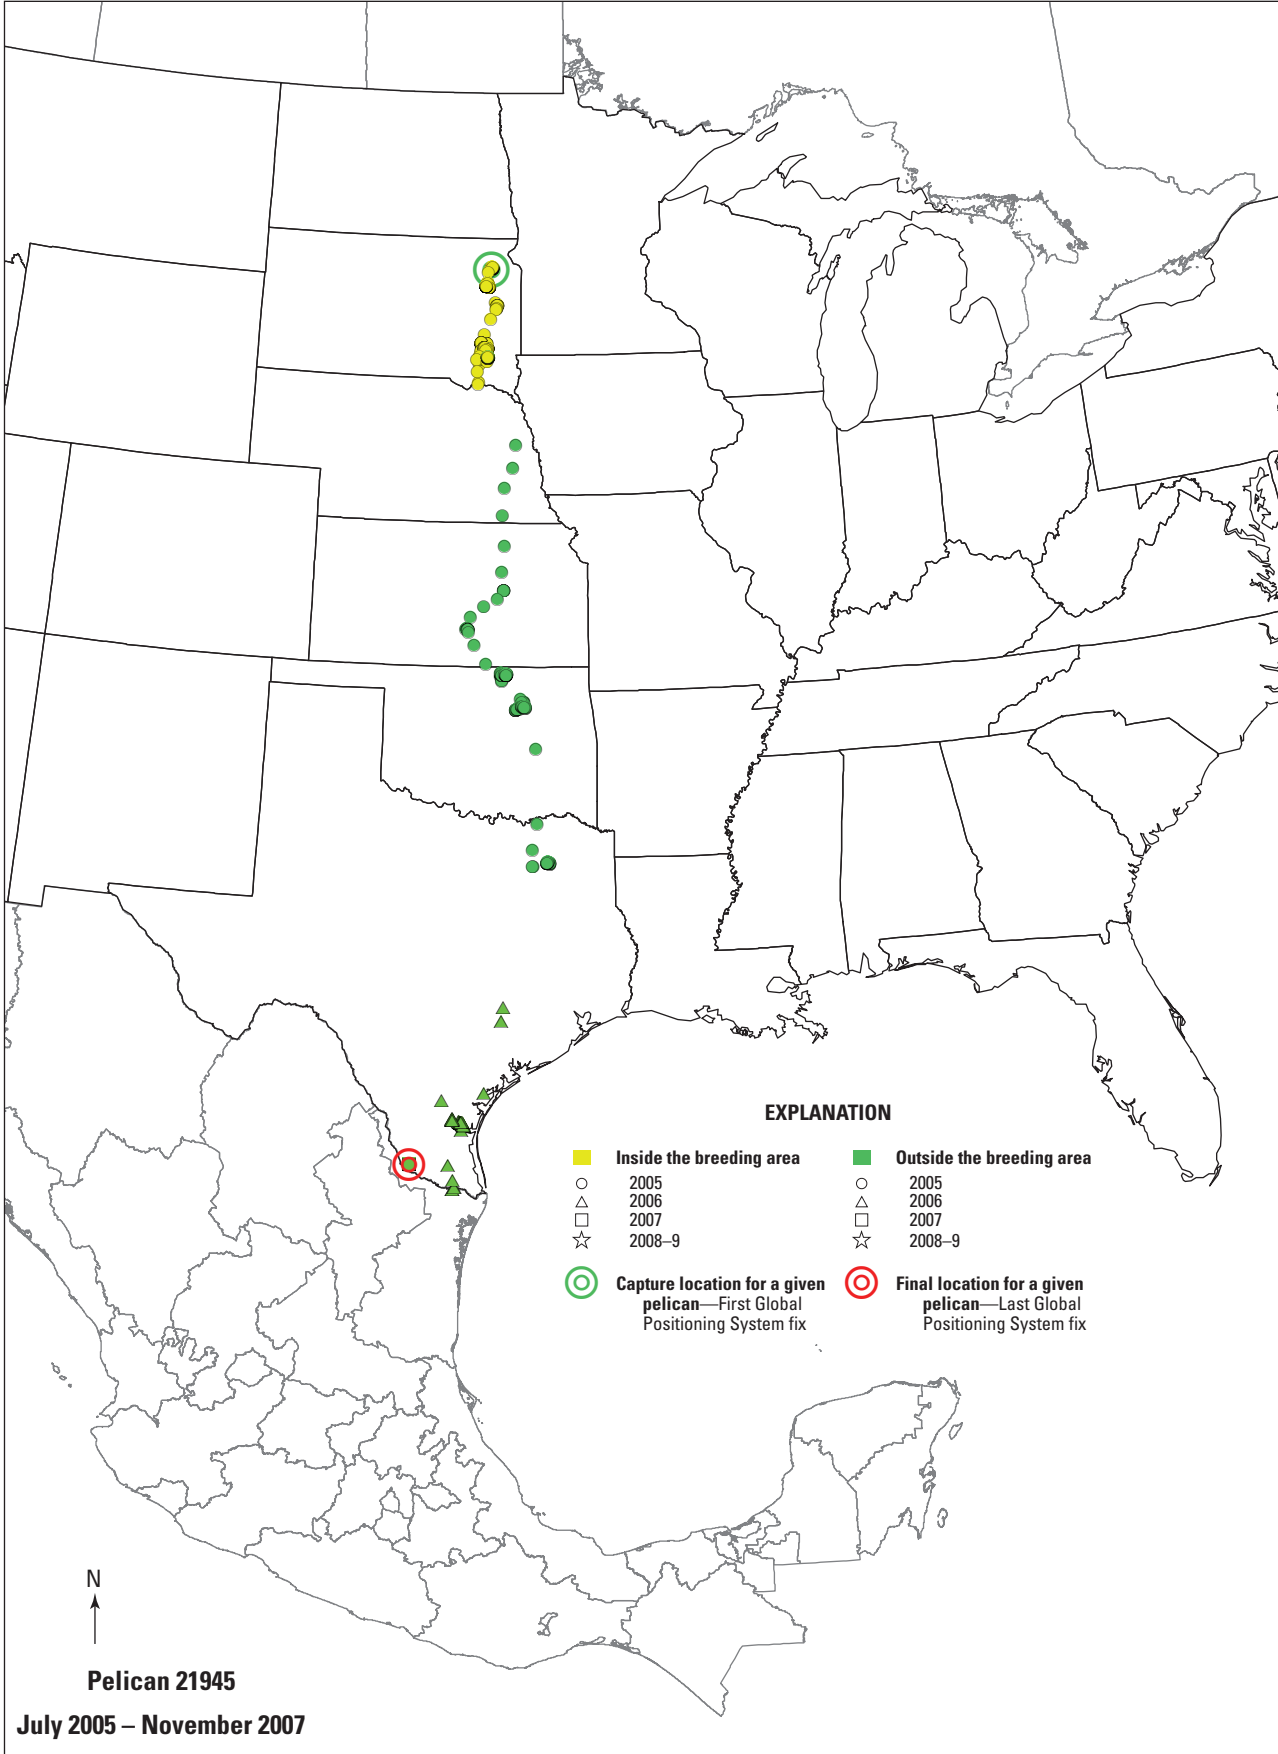 EXPLANATION
Inside the breeding area
2005
2006
2007
2008–9
Capture location for a given
pelican—First Global
Positioning System fix
Outside the breeding area
2005
2006
2007
2008–9
Final location for a given
pelican—Last Global
Positioning System fix
N
Pelican 21945
July 2005 – November 2007